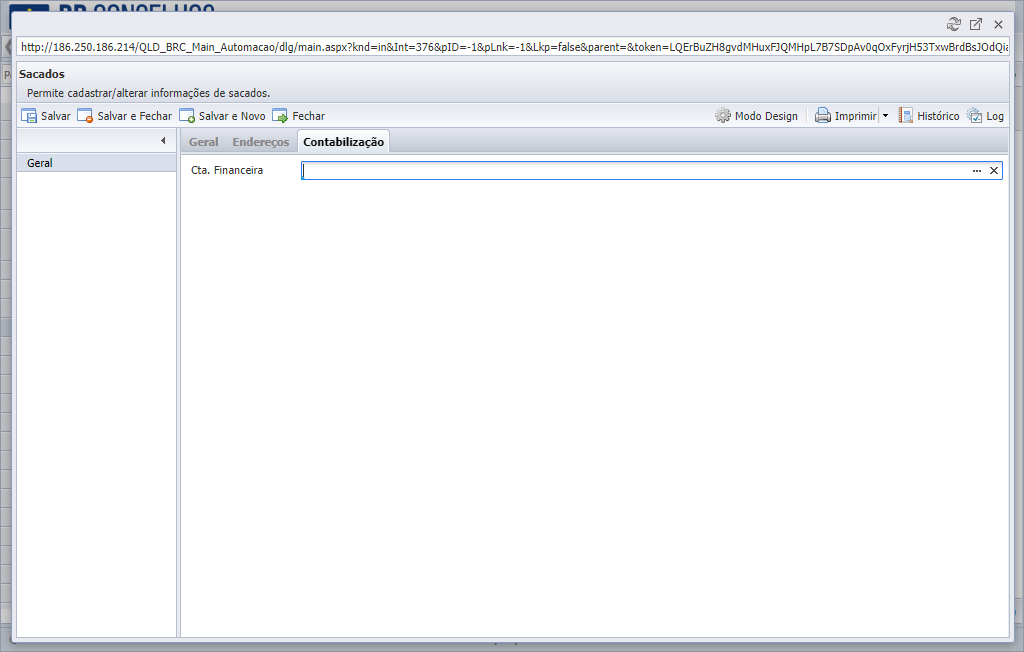 http://186.250.186.214/QLD_BRC_Main_Automacao/dlg/main.aspx?knd=in&Int=376&pID=-1&pLnk=-1&Lkp=false&parent=&token=LQErBuZH8gvdMHuxFJQMHpL7B7SDpAv0qOxFyrjH53TxwBrdBsJOdQia
Sacados
Permite cadastrar/alterar informações de sacados.
Salvar Salvar e Fechar Salvar e Novo Fechar Modo Design Imprimir Histórico Log
Geral Endereços Contabilização
Geral
Cta. Financeira